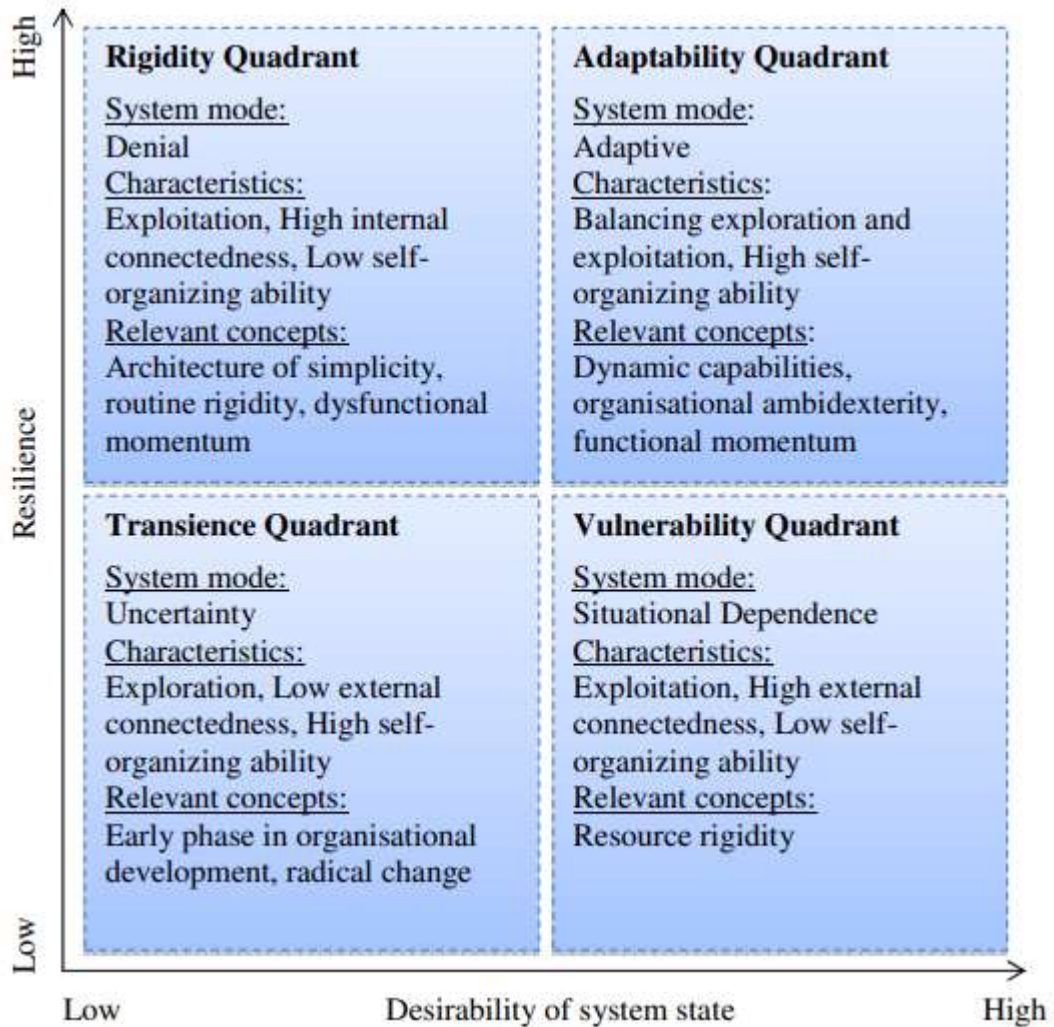 High
Resilience
Low
Rigidity Quadrant
System mode:
Denial
Characteristics:
Exploitation, High internal
connectedness, Low self-
organizing ability
Relevant concepts:
Architecture of simplicity,
routine rigidity, dysfunctional
momentum
Adaptability Quadrant
System mode:
Adaptive
Characteristics:
Balancing exploration and
exploitation, High self-
organizing ability
Relevant concepts:
Dynamic capabilities,
organisational ambidexterity,
functional momentum
Transience Quadrant
System mode:
Uncertainty
Characteristics:
Exploration, Low external
connectedness, High self-
organizing ability
Relevant concepts:
Early phase in organisational
development, radical change
Vulnerability Quadrant
System mode:
Situational Dependence
Characteristics:
Exploitation, High external
connectedness, Low self-
organizing ability
Relevant concepts:
Resource rigidity
Low
Desirability of system state
High